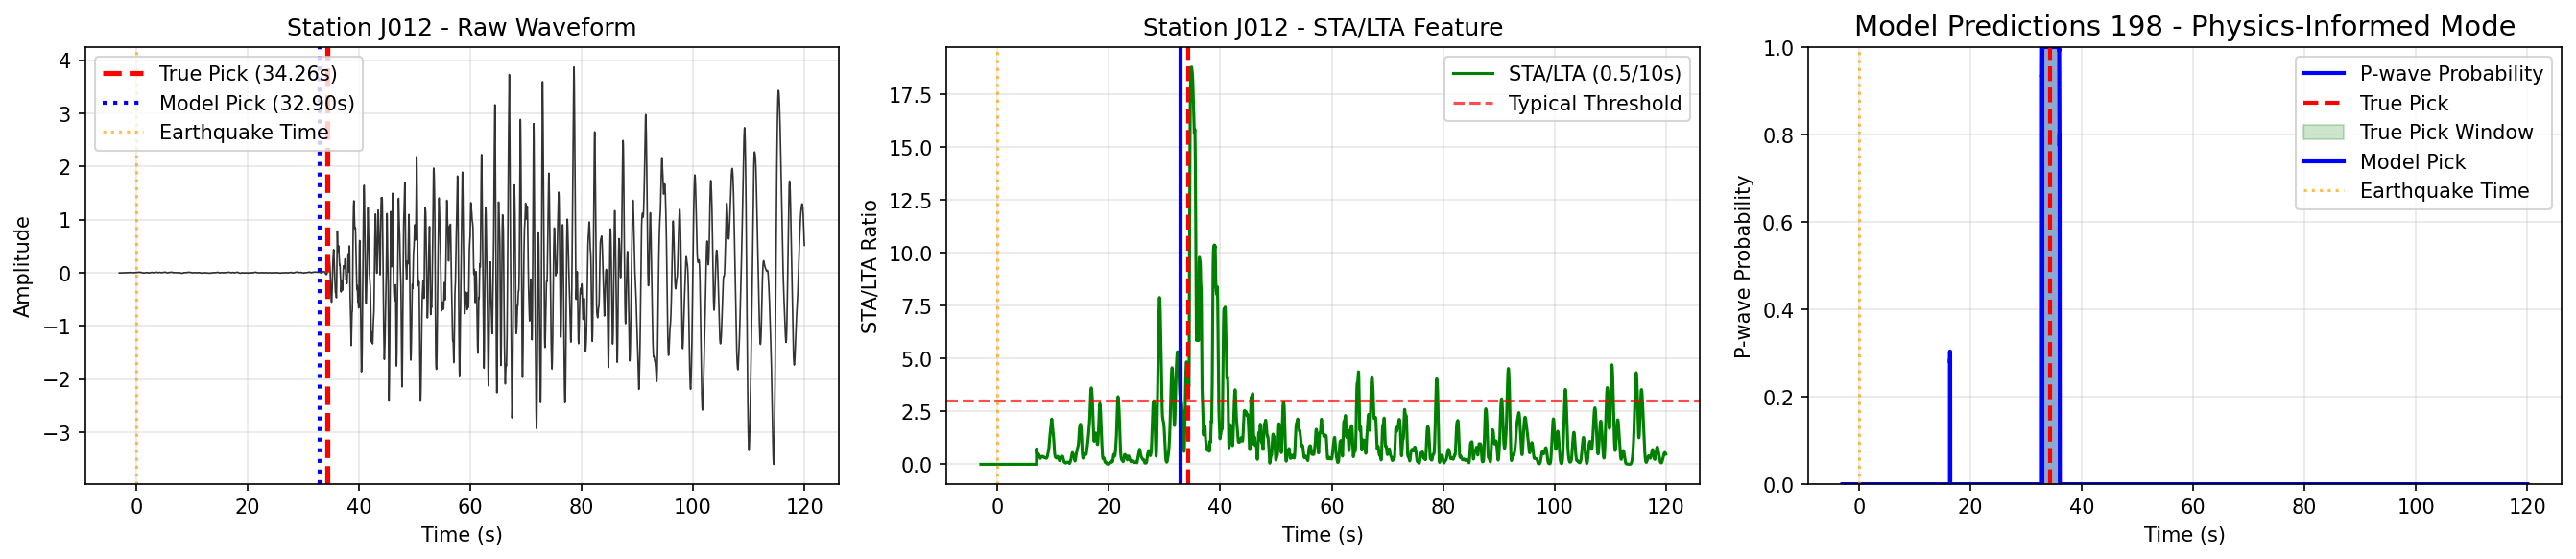 Station J012 - Raw Waveform
True Pick (34.26s)
Model Pick (32.90s)
Earthquake Time
Amplitude
4
3
2
1
0
−1
−2
−3
0
20
40
60
80
100
120
Time (s)
Station J012 - STA/LTA Feature
STA/LTA (0.5/10s)
Typical Threshold
STA/LTA Ratio
17.5
15.0
12.5
10.0
7.5
5.0
2.5
0.0
0
20
40
60
80
100
120
Time (s)
Model Predictions 198 - Physics-Informed Mode
P-wave Probability
True Pick
True Pick Window
Model Pick
Earthquake Time
P-wave Probability
1.0
0.8
0.6
0.4
0.2
0.0
0
20
40
60
80
100
120
Time (s)